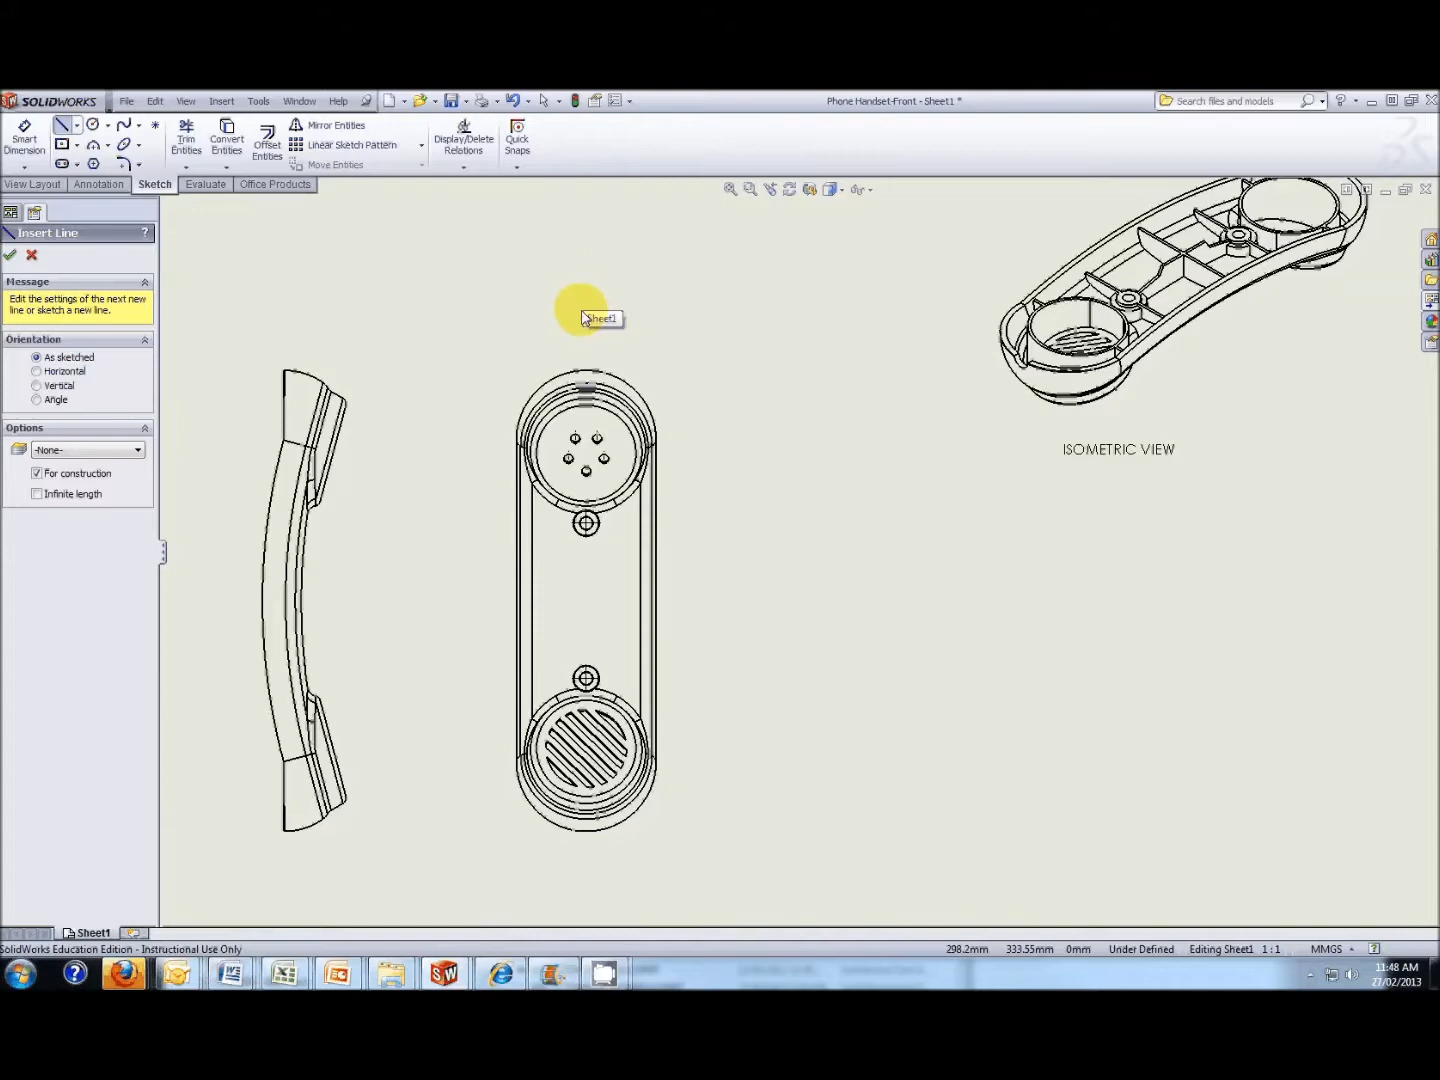 SOLIDWORKS File Edit View Insert Tools Window Help Phone Handset-Front - Sheet1 * Search files and models
Smart Dimension
Trim Entities
Convert Entities
Offset Entities
Mirror Entities
Linear Sketch Pattern
Move Entities
Display/Delete Relations
Quick Snaps
View Layout Annotation Sketch Evaluate Office Products
Insert Line ?
Message
Edit the settings of the next new
line or sketch a new line.
Orientation
As sketched
Horizontal
Vertical
Angle
Options
-None-
For construction
Infinite length
Sheet1
ISOMETRIC VIEW
Sheet1
SolidWorks Education Edition - Instructional Use Only 298.2mm 333.55mm 0mm Under Defined Editing Sheet1 1 : 1 MMGS
11:48 AM
27/02/2013